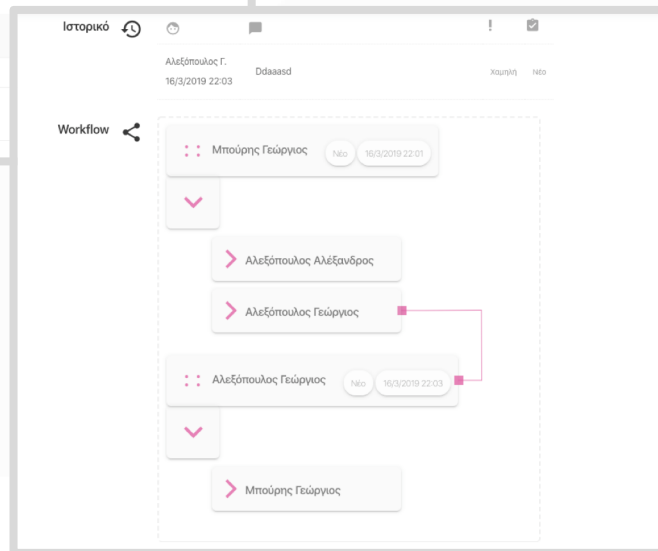 Ιστορικό
!
Αλεξόπουλος Γ.
16/3/2019 22:03
Ddaaasd
Χαμηλή
Νέο
Workflow
Μπούρης Γεώργιος
Νέο
16/3/2019 22:01
Αλεξόπουλος Αλέξανδρος
Αλεξόπουλος Γεώργιος
Αλεξόπουλος Γεώργιος
Νέο
16/3/2019 22:03
Μπούρης Γεώργιος